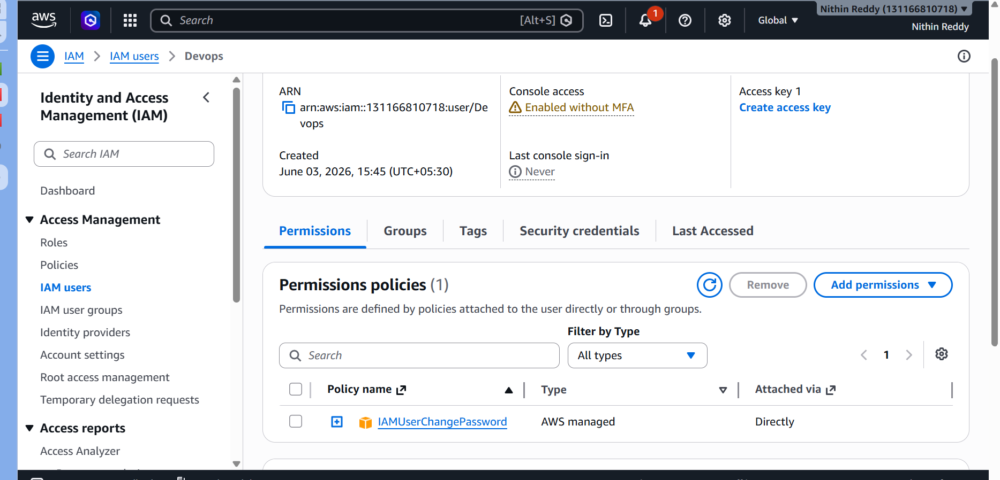 aws
Search
[Alt+S]
1
Global
Nithin Reddy (131166810718)
Nithin Reddy
IAM
IAM users
Devops
Identity and Access
Management (IAM)
Search IAM
Dashboard
Access Management
Roles
Policies
IAM users
IAM user groups
Identity providers
Account settings
Root access management
Temporary delegation requests
Access reports
Access Analyzer
ARN
arn:aws:iam::131166810718:user/De
vops
Created
June 03, 2026, 15:45 (UTC+05:30)
Console access
Enabled without MFA
Last console sign-in
Never
Access key 1
Create access key
Permissions
Groups
Tags
Security credentials
Last Accessed
Permissions policies (1)
Remove
Add permissions
Permissions are defined by policies attached to the user directly or through groups.
Filter by Type
Search
All types
1
Policy name
Type
Attached via
IAMUserChangePassword
AWS managed
Directly